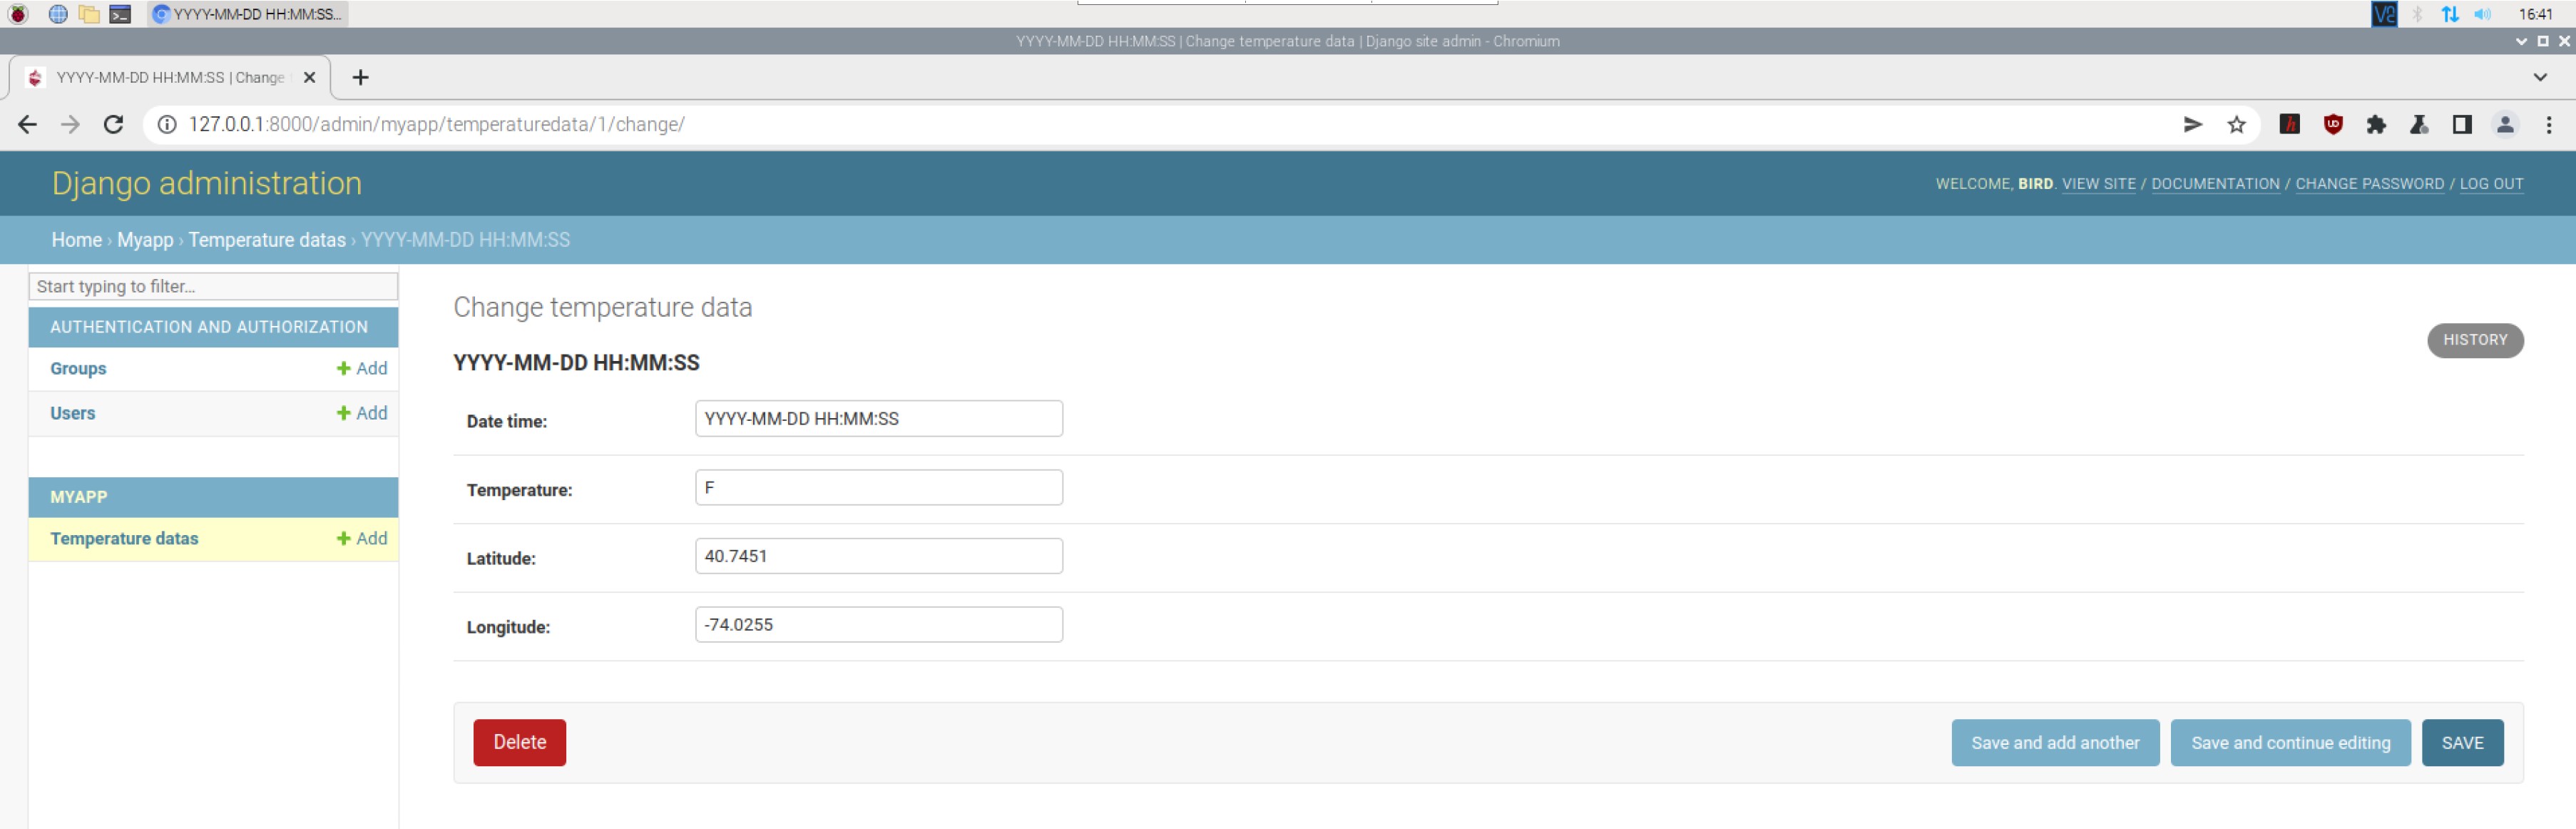 YYYY-MM-DD HH:MM:SS...
16:41
YYYY-MM-DD HH:MM:SS | Change temperature data | Django site admin - Chromium
YYYY-MM-DD HH:MM:SS | Change
127.0.0.1:8000/admin/myapp/temperaturedata/1/change/
Django administration
WELCOME, BIRD. VIEW SITE / DOCUMENTATION / CHANGE PASSWORD / LOG OUT
Home › Myapp › Temperature datas › YYYY-MM-DD HH:MM:SS
Start typing to filter...
AUTHENTICATION AND AUTHORIZATION
Groups + Add
Users + Add
MYAPP
Temperature datas + Add
Change temperature data
HISTORY
YYYY-MM-DD HH:MM:SS
Date time: YYYY-MM-DD HH:MM:SS
Temperature: F
Latitude: 40.7451
Longitude: -74.0255
Delete
Save and add another
Save and continue editing
SAVE